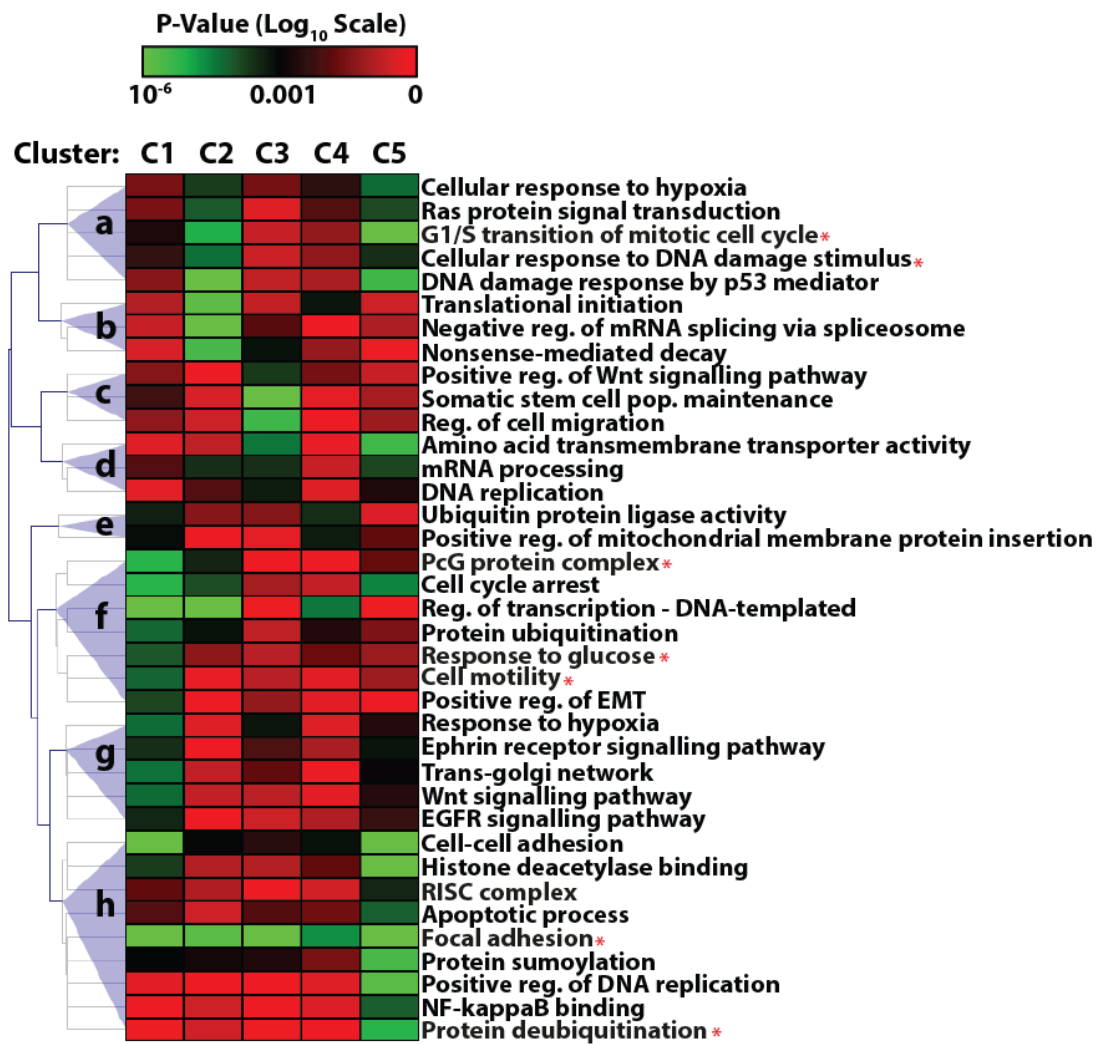 P-Value (Log10 Scale)
10-6 0.001 0
Cluster: C1 C2 C3 C4 C5
a
Cellular response to hypoxia
Ras protein signal transduction
G1/S transition of mitotic cell cycle*
Cellular response to DNA damage stimulus*
DNA damage response by p53 mediator
b
Translational initiation
Negative reg. of mRNA splicing via spliceosome
Nonsense-mediated decay
c
Positive reg. of Wnt signalling pathway
Somatic stem cell pop. maintenance
Reg. of cell migration
d
Amino acid transmembrane transporter activity
mRNA processing
DNA replication
e
Ubiquitin protein ligase activity
Positive reg. of mitochondrial membrane protein insertion
f
PcG protein complex*
Cell cycle arrest
Reg. of transcription - DNA-templated
Protein ubiquitination
Response to glucose*
Cell motility*
Positive reg. of EMT
g
Response to hypoxia
Ephrin receptor signalling pathway
Trans-golgi network
Wnt signalling pathway
EGFR signalling pathway
h
Cell-cell adhesion
Histone deacetylase binding
RISC complex
Apoptotic process
Focal adhesion*
Protein sumoylation
Positive reg. of DNA replication
NF-kappaB binding
Protein deubiquitination*